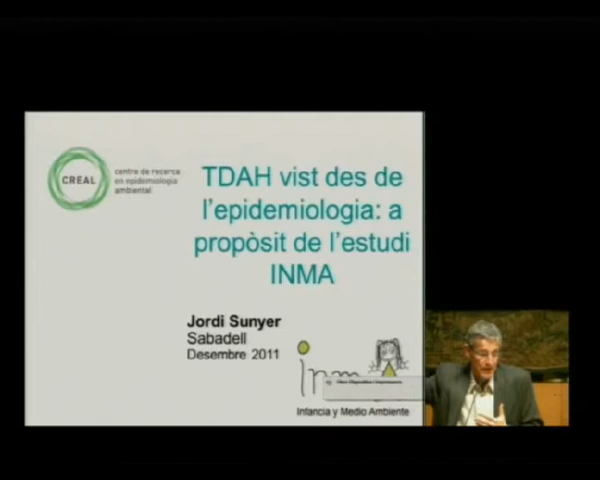 CREAL
centre de recerca
en epidemiologia
ambiental
TDAH vist des de
l'epidemiologia: a
propòsit de l'estudi
INMA
Jordi Sunyer
Sabadell
Desembre 2011
inma
Infancia y Medio Ambiente